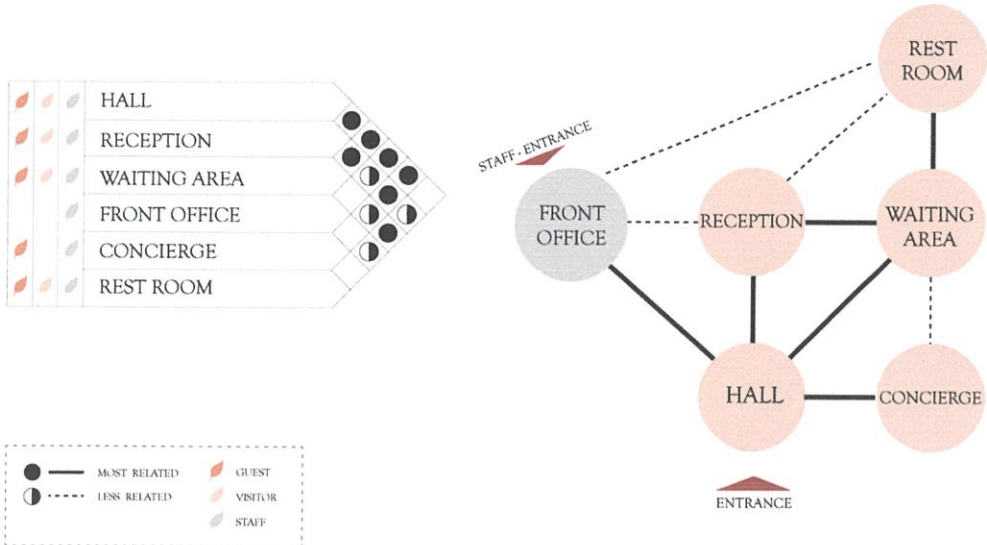 HALL
RECEPTION
WAITING AREA
FRONT OFFICE
CONCIERGE
REST ROOM
MOST RELATED
LESS RELATED
GUEST
VISITOR
STAFF
REST
ROOM
STAFF - ENTRANCE
FRONT
OFFICE
RECEPTION
WAITING
AREA
HALL
CONCIERGE
ENTRANCE